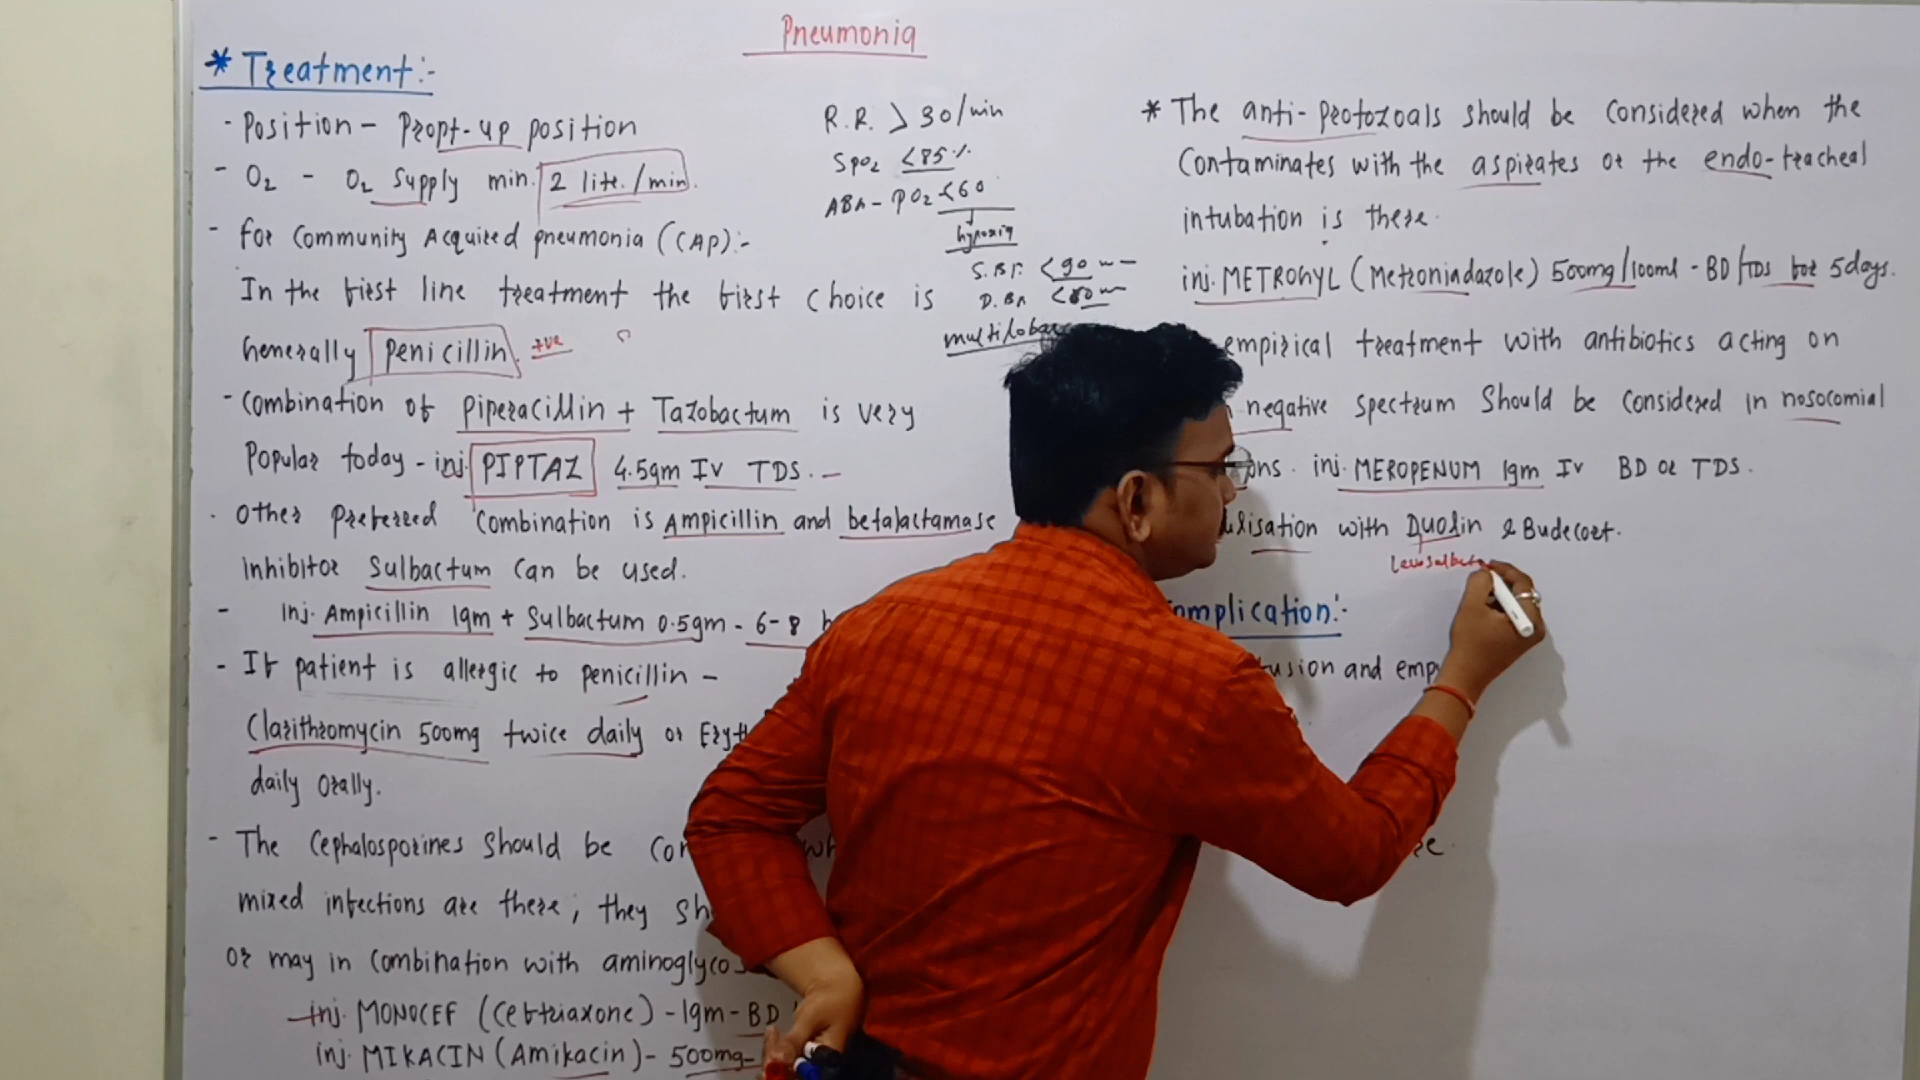 Pneumonia
* Treatment:-
- Position - Propt-up position
- O2 - O2 Supply min. 2 litr./min.
- for Community Acquired pneumonia (CAP):-
In the first line treatment the first choice is
Generally Penicillin. +ve
- Combination of Piperacillin + Tazobactum is very
Popular today - inj. PIPTAZ 4.5gm IV TDS. -
. Other Preferred Combination is Ampicillin and betalactamase
inhibitor Sulbactum can be used.
- Inj. Ampicillin 1gm + Sulbactum 0.5gm - 6-8
- If patient is allergic to penicillin -
Clarithromycin 500mg twice daily or Eryth
daily Orally.
- The Cephalosporines Should be
mixed infections are there; they sh
Or may in Combination with aminoglyco
inj. MONOCEF (Ceftriaxone) - 1gm - BD
inj. MIKACIN (Amikacin) - 500mg -
R.R. > 30/min
SpO2 <85%
ABA - PO2 <60
hypoxia
S.B.P. <90
D.BP. <60
multilobar
* The anti-protozoals should be Considered when the
Contaminates with the aspirates or the endo-tracheal
intubation is there.
inj. METROGYL (Metroniadazole) 500mg/100ml - BD/TDS for 5days.
empirical treatment with antibiotics acting on
negative Spectrum Should be Considered in nosocomial
ons. inj. MEROPENUM 1gm IV BD or TDS.
lisation with Duolin & Budecort.
Levosalbuta
omplication:-
fusion and emp